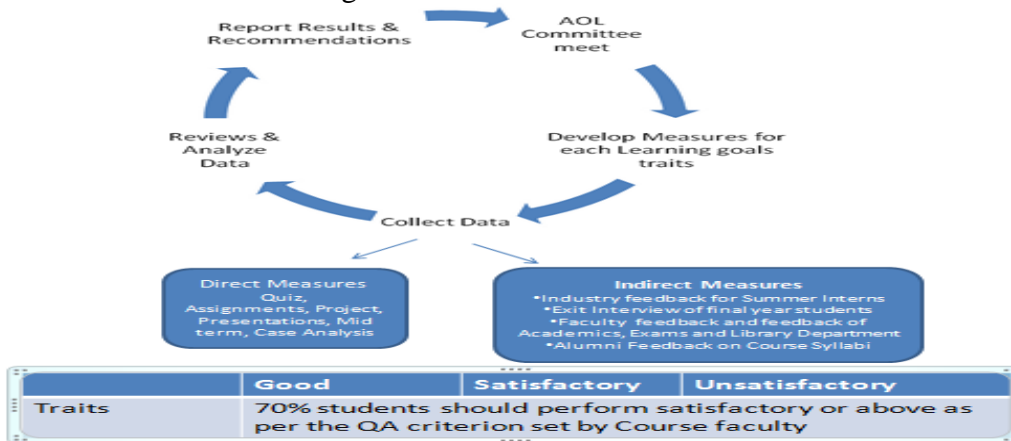 Report Results &
Recommendations
AOL
Committee
meet
Develop Measures for
each Learning goals
traits
Collect Data
Reviews &
Analyze
Data
Direct Measures
Quiz,
Assignments, Project,
Presentations, Mid
term, Case Analysis
Indirect Measures
•Industry feedback for Summer Interns
•Exit Interview of final year students
•Faculty feedback and feedback of
Academics, Exams and Library Department
•Alumni Feedback on Course Syllabi
Good Satisfactory Unsatisfactory
Traits 70% students should perform satisfactory or above as
per the QA criterion set by Course faculty